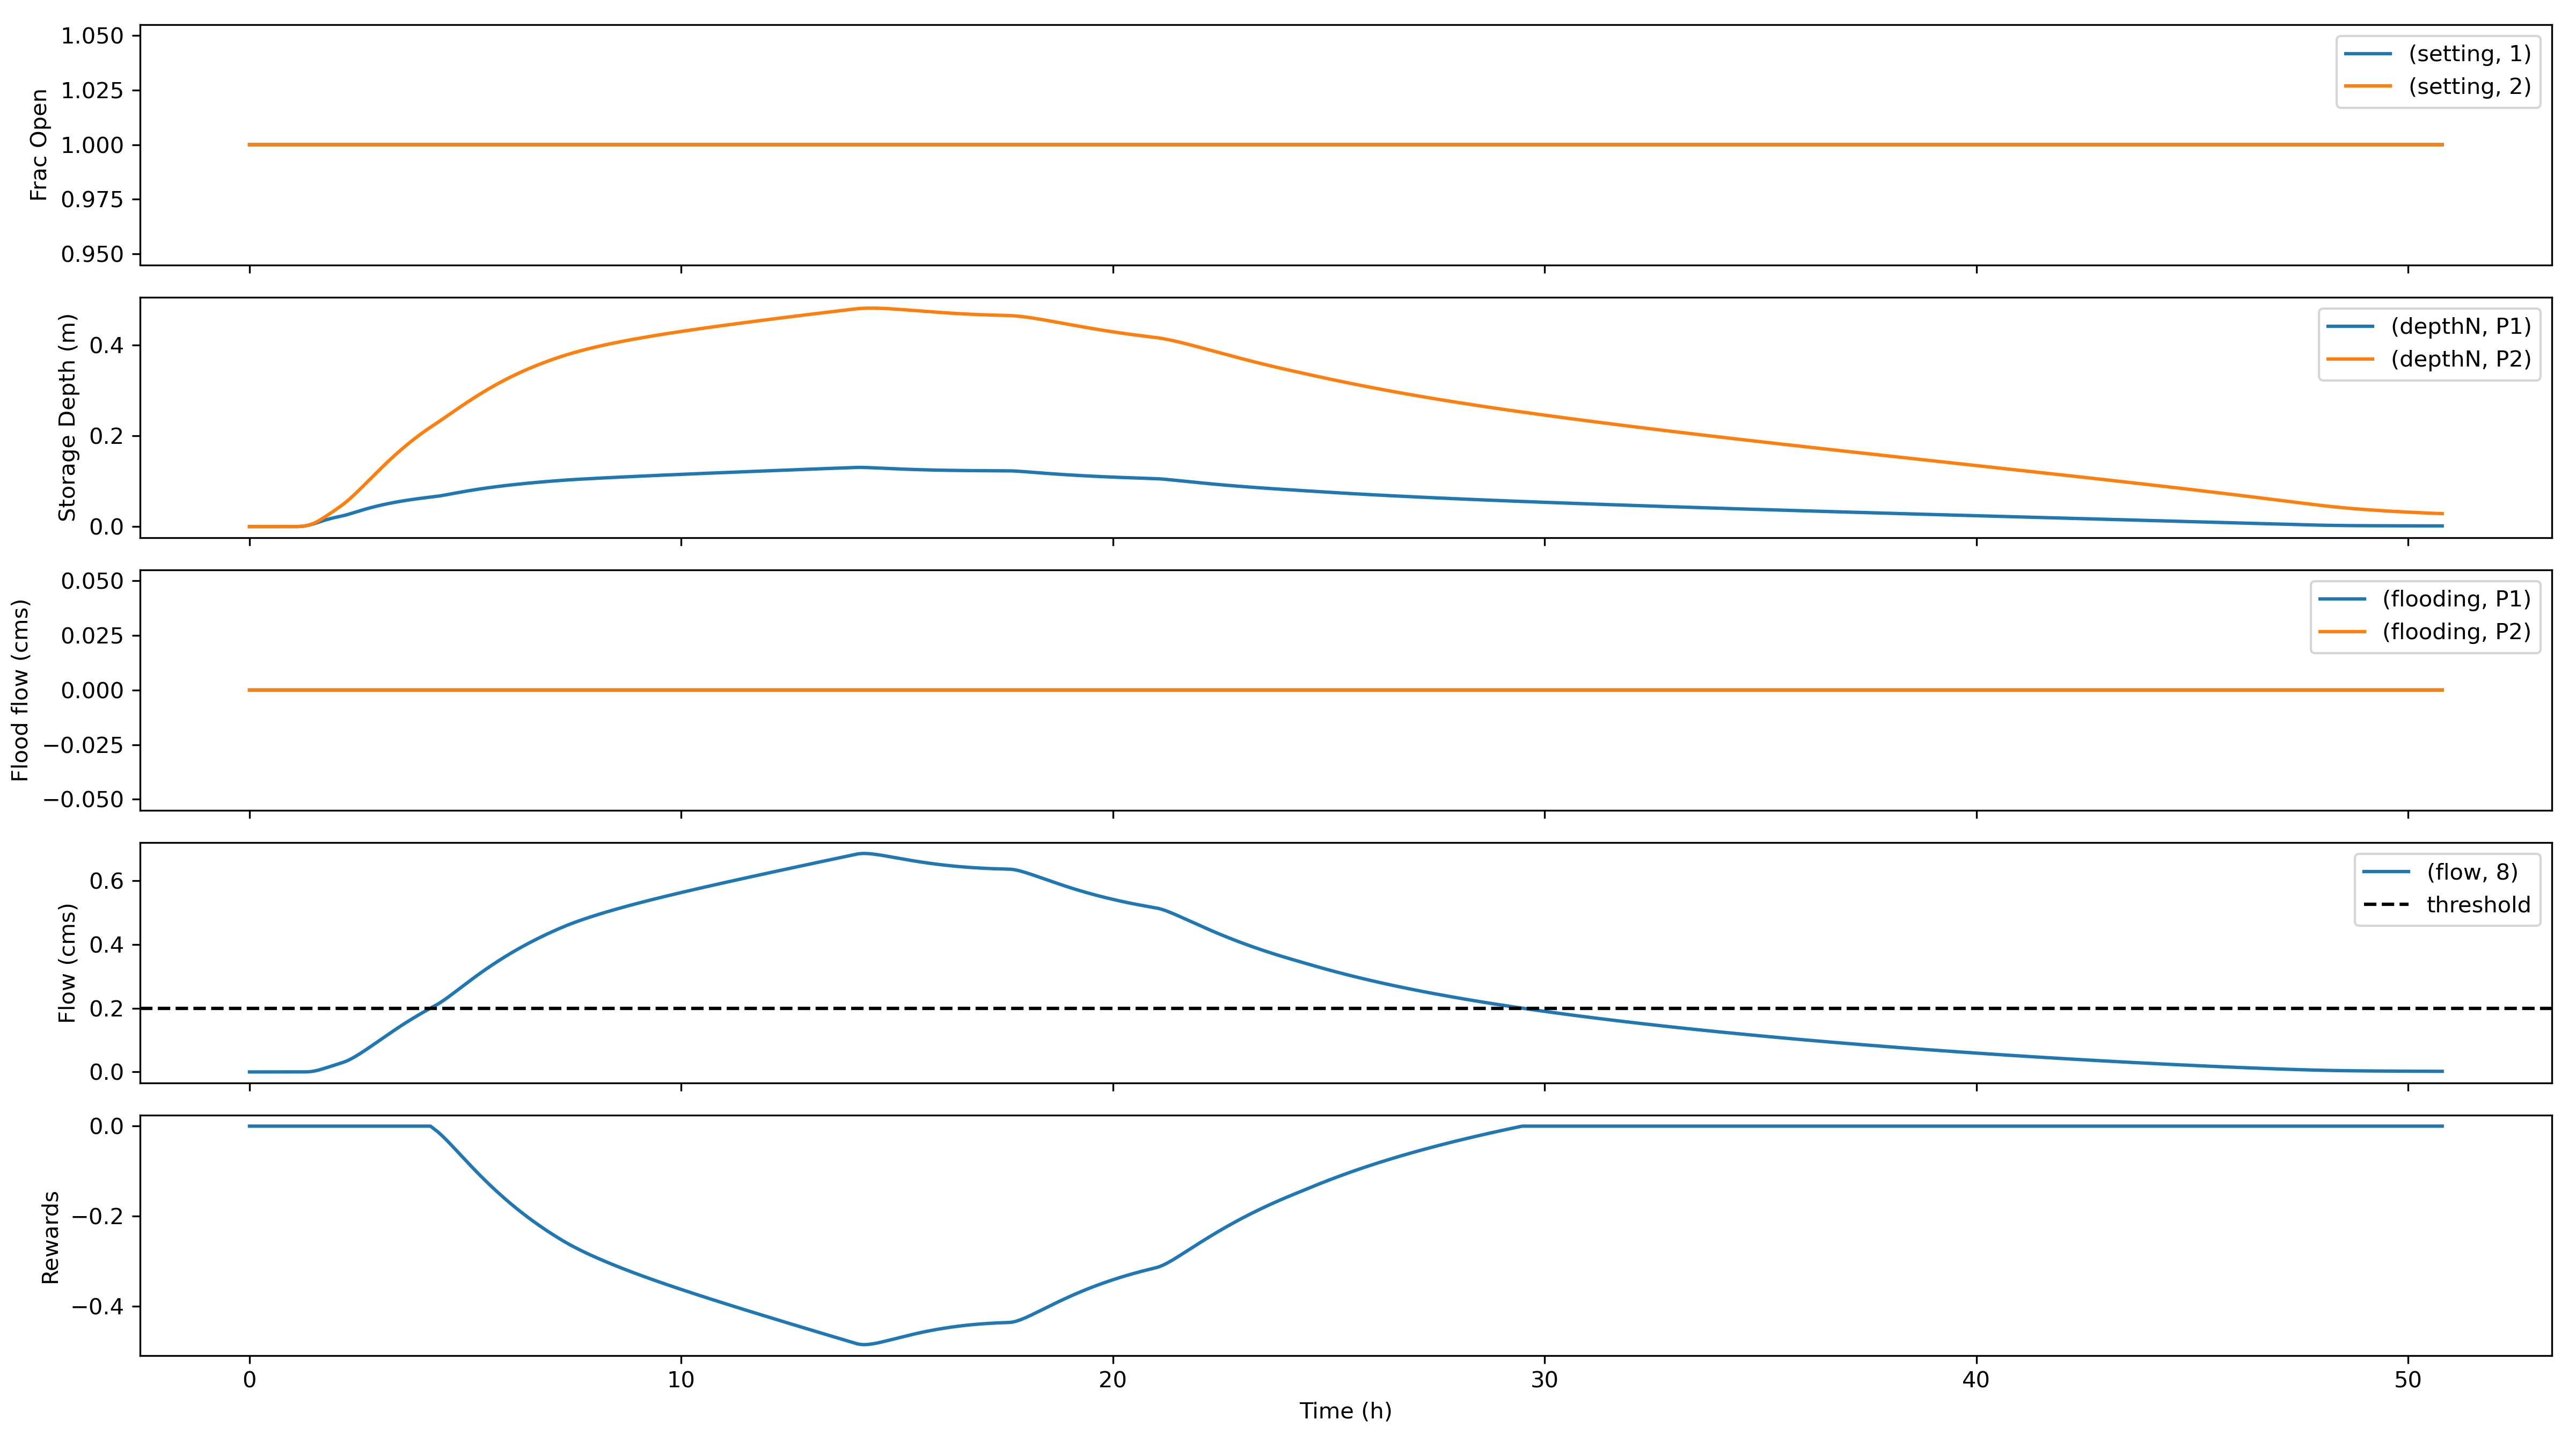 Frac Open
1.050
1.025
1.000
0.975
0.950
(setting, 1)
(setting, 2)
Storage Depth (m)
0.4
0.2
0.0
(depthN, P1)
(depthN, P2)
Flood flow (cms)
0.050
0.025
0.000
−0.025
−0.050
(flooding, P1)
(flooding, P2)
Flow (cms)
0.6
0.4
0.2
0.0
(flow, 8)
threshold
Rewards
0.0
−0.2
−0.4
0 10 20 30 40 50
Time (h)